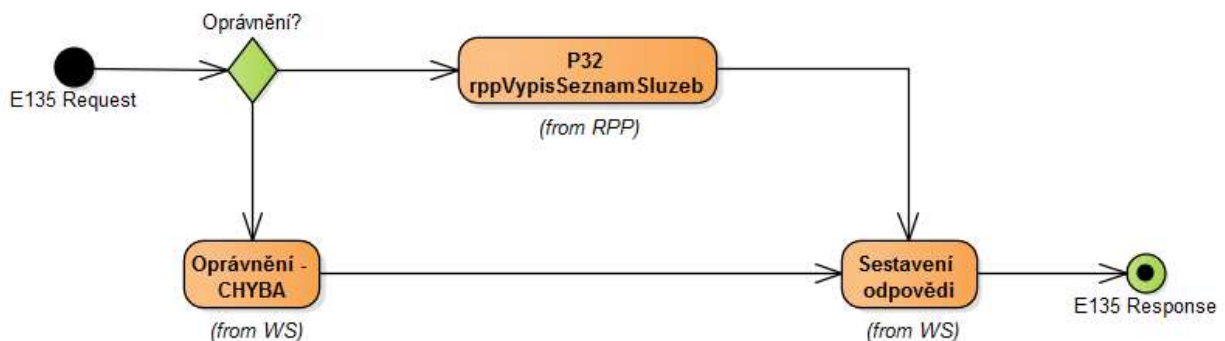 Oprávnění?
E135 Request
P32
rppVypisSeznamSluzeb
(from RPP)
Oprávnění -
CHYBA
(from WS)
Sestavení
odpovědi
(from WS)
E135 Response